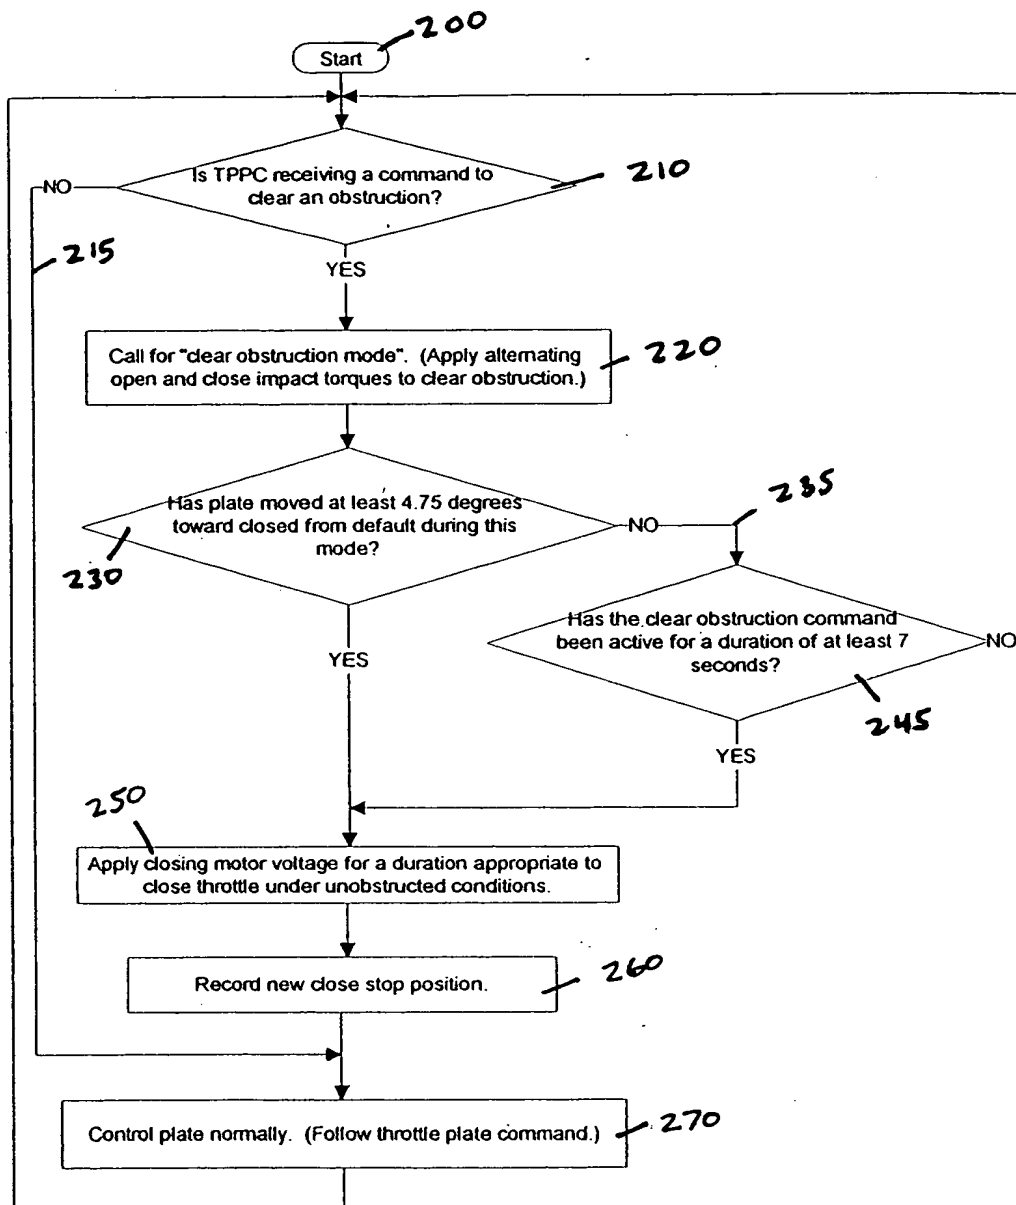 200
Start
Is TPPC receiving a command to
clear an obstruction?
210
NO
215
YES
Call for "clear obstruction mode". (Apply alternating
open and close impact torques to clear obstruction.)
220
Has plate moved at least 4.75 degrees
toward closed from default during this
mode?
230
NO
235
YES
Has the clear obstruction command
been active for a duration of at least 7
seconds?
NO
245
YES
250
Apply closing motor voltage for a duration appropriate to
close throttle under unobstructed conditions.
Record new close stop position.
260
Control plate normally. (Follow throttle plate command.)
270